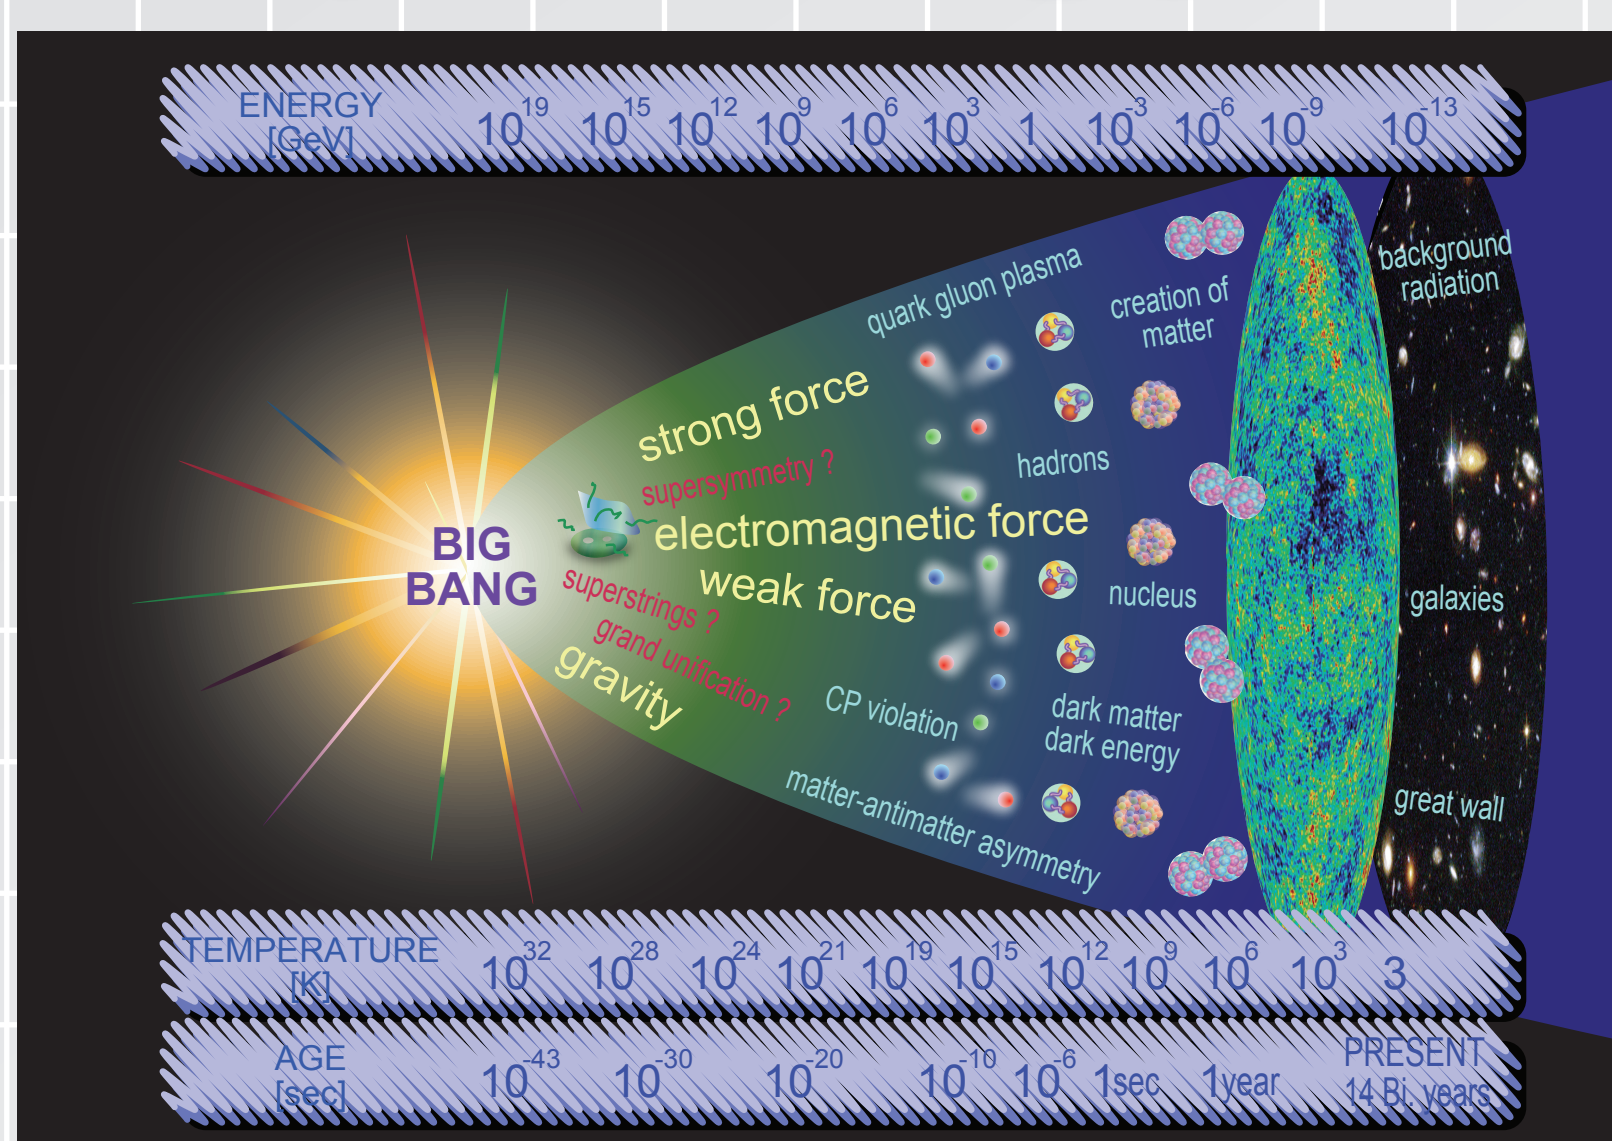 ENERGY
[GeV]
10^19 10^15 10^12 10^9 10^6 10^3 1 10^-3 10^-6 10^-9 10^-13
background
radiation
quark gluon plasma
creation of
matter
strong force
supersymmetry ?
hadrons
electromagnetic force
BIG
BANG
superstrings ?
weak force
nucleus
galaxies
grand unification ?
gravity
CP violation
dark matter
dark energy
matter-antimatter asymmetry
great wall
TEMPERATURE
[K]
10^32 10^28 10^24 10^21 10^19 10^15 10^12 10^9 10^6 10^3 3
AGE
[sec]
10^-43 10^-30 10^-20 10^-10 10^-6 1sec 1year
PRESENT
14 Bi. years